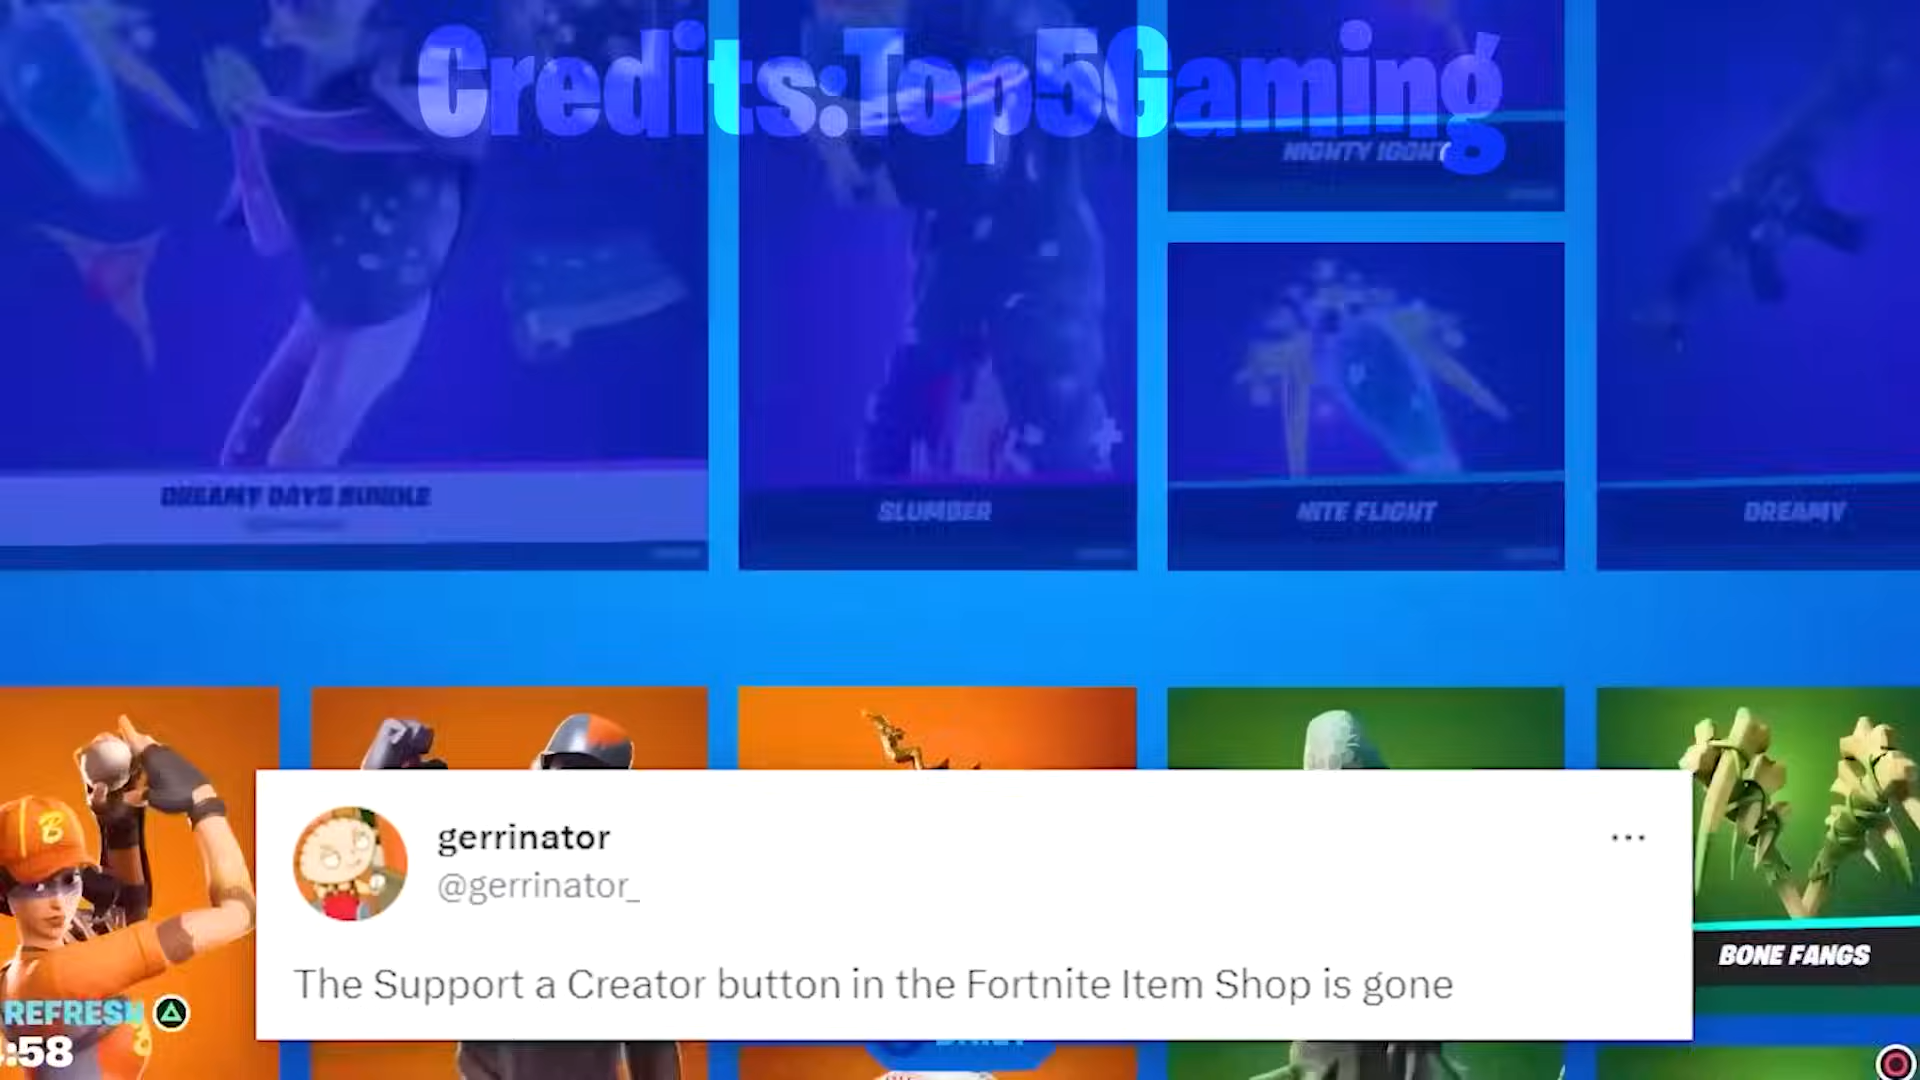 Credits:Top5Gaming
NIGHTY NIGHT
DREAMY DAYS BUNDLE
SLUMBER
NITE FLIGHT
DREAMY
gerrinator
@gerrinator_
...
The Support a Creator button in the Fortnite Item Shop is gone
BONE FANGS
REFRESH
:58